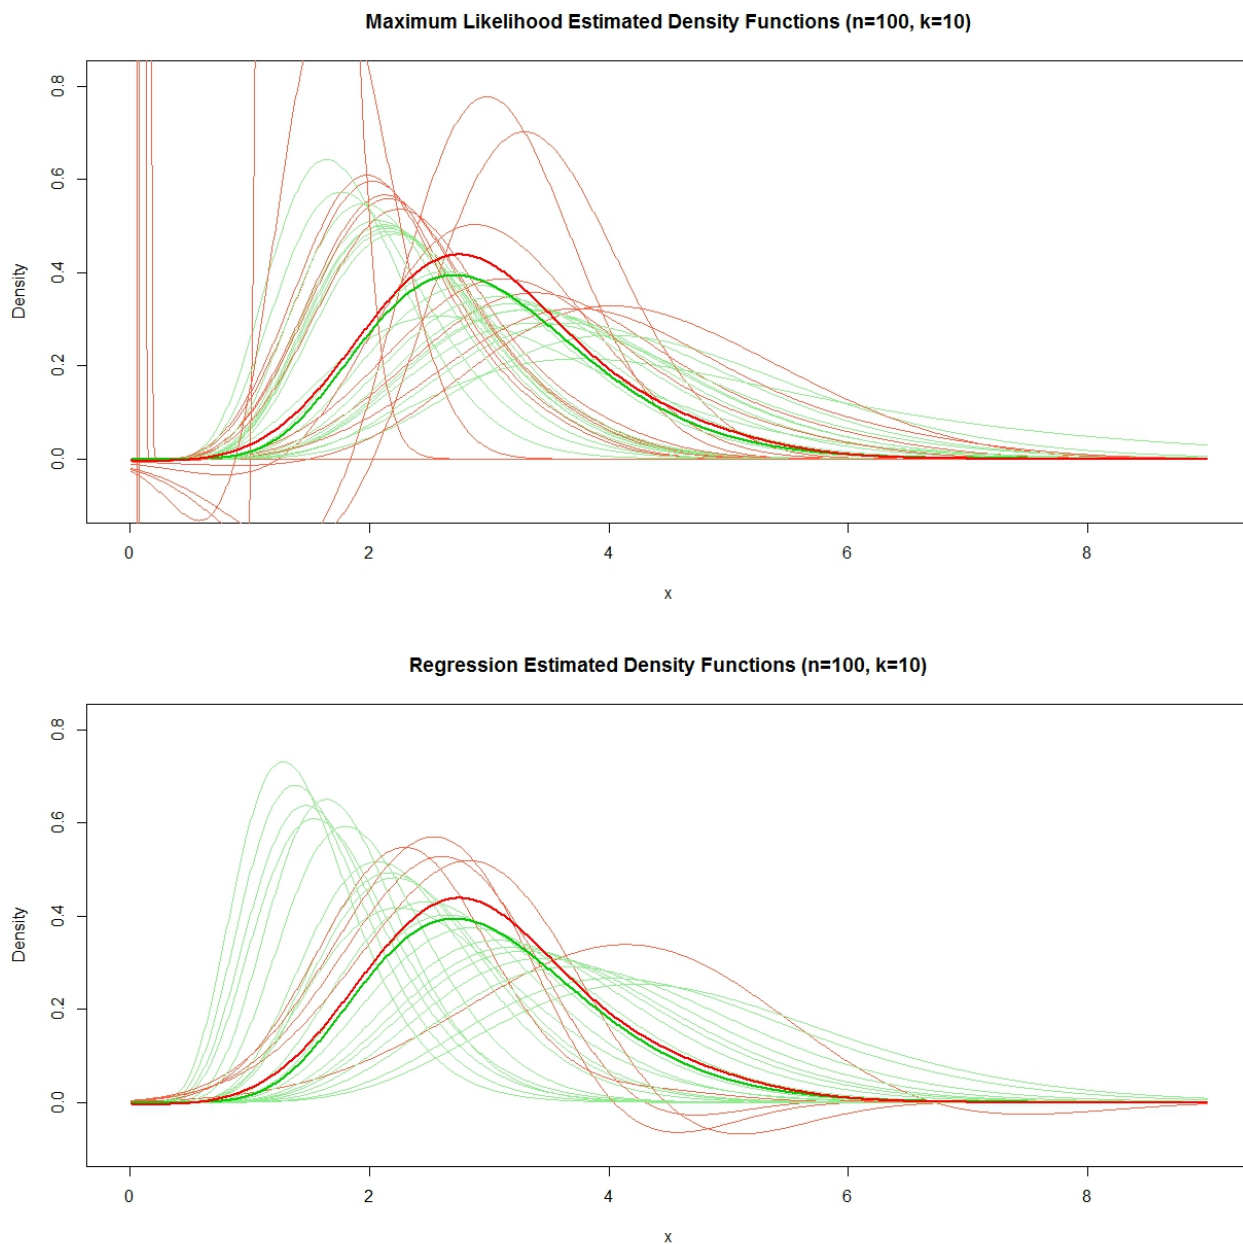 Maximum Likelihood Estimated Density Functions (n=100, k=10)
0.8
0.6
0.4
0.2
0.0
Density
0 2 4 6 8
x
Regression Estimated Density Functions (n=100, k=10)
0.8
0.6
0.4
0.2
0.0
Density
0 2 4 6 8
x